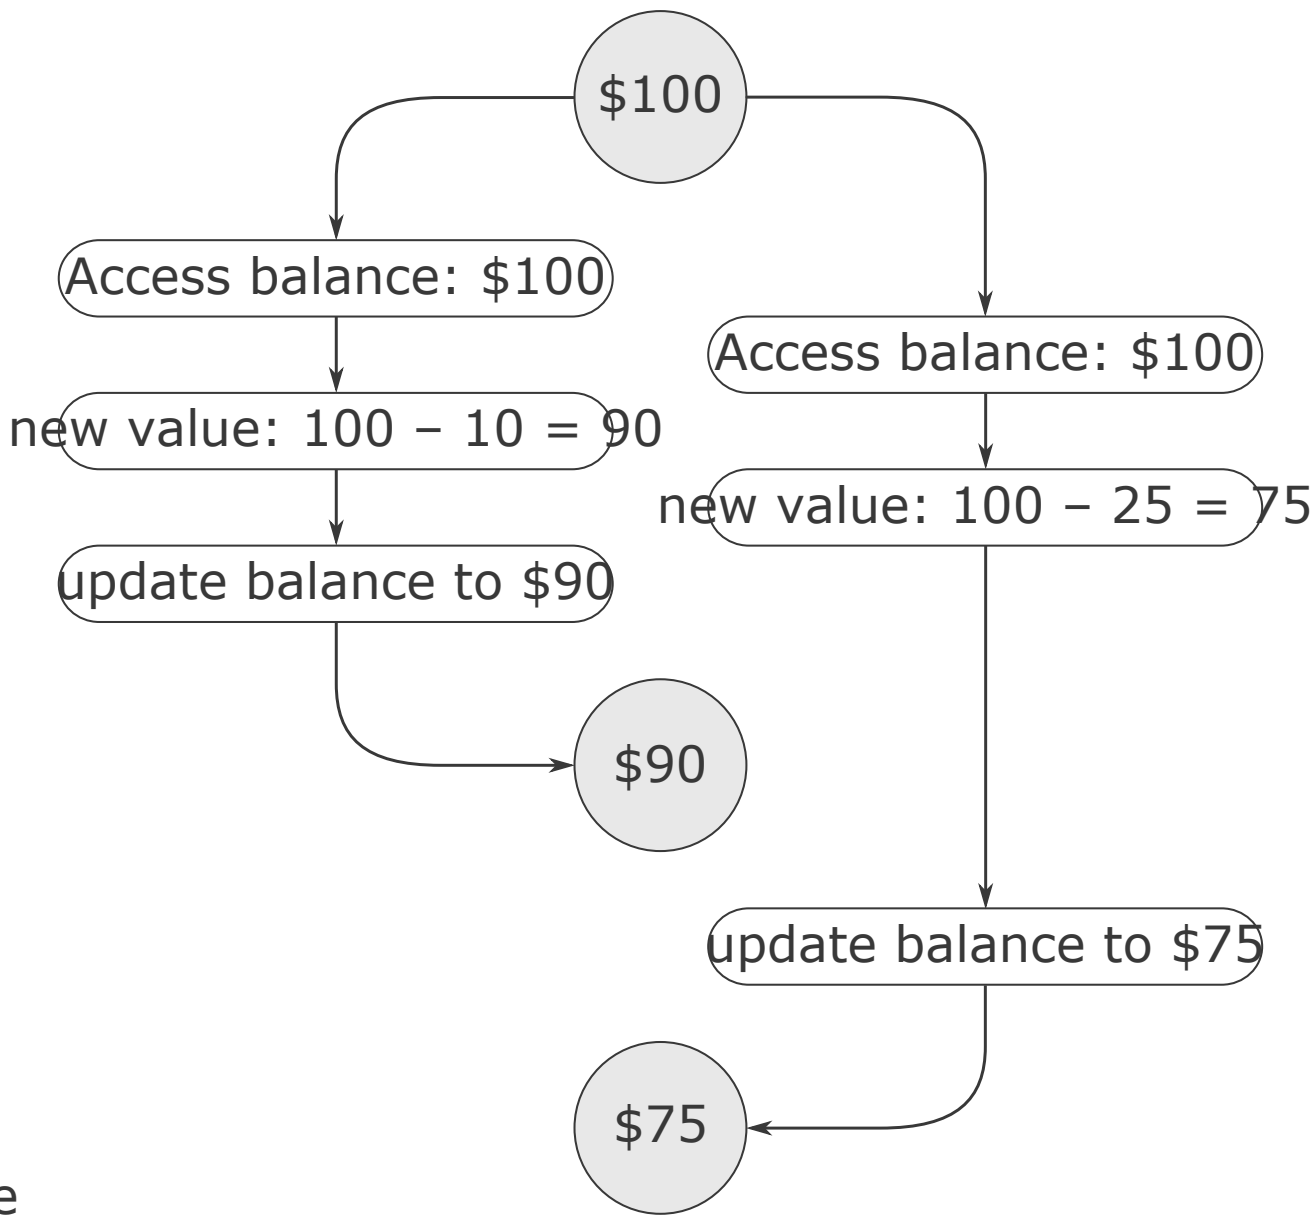 $100
Access balance: $100
Access balance: $100
new value: 100 – 10 = 90
new value: 100 – 25 = 75
update balance to $90
$90
update balance to $75
$75
e